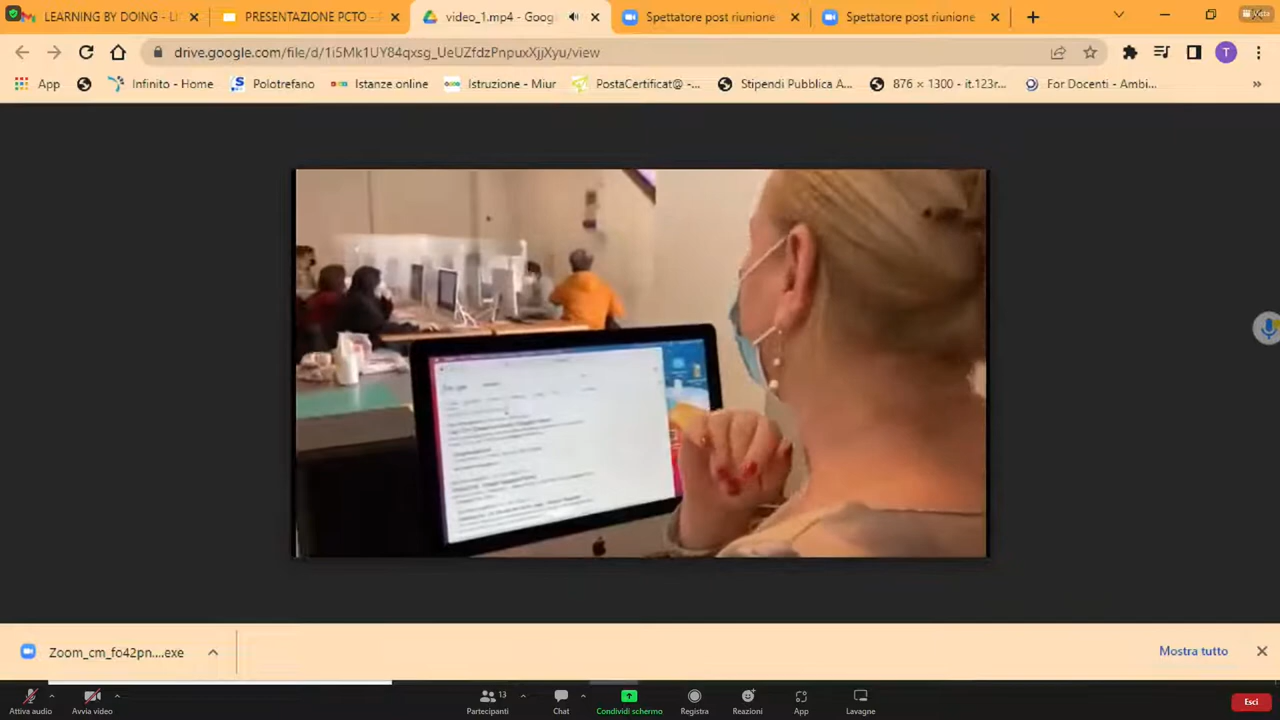 LEARNING BY DOING - LI
PRESENTAZIONE PCTO -
video_1.mp4 - Goog
Spettatore post riunione
Spettatore post riunione
drive.google.com/file/d/1i5Mk1UY84qxsg_UeUZfdzPnpuxXjjXyu/view
T
App
Infinito - Home
Polotrefano
Istanze online
Istruzione - Miur
PostaCertificat@ -...
Stipendi Pubblica A...
876 × 1300 - it.123r...
For Docenti - Ambi...
Zoom_cm_fo42pn....exe
Mostra tutto
Attiva audio
Avvia video
13
Partecipanti
Chat
Condividi schermo
Registra
Reazioni
App
Lavagne
Esci